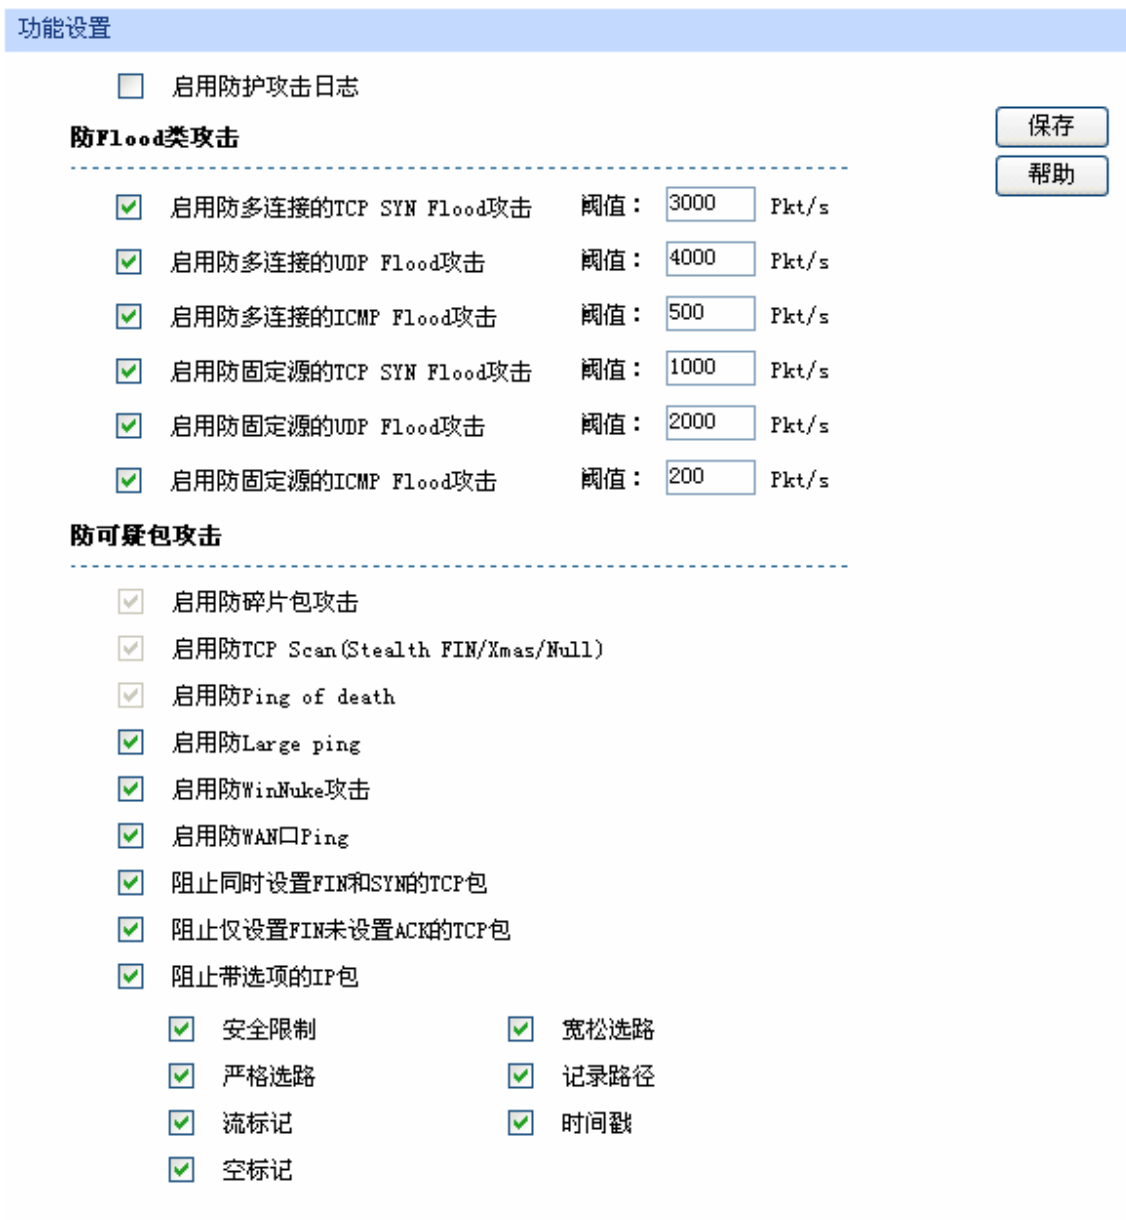 功能设置
启用防护攻击日志
保存
防Flood类攻击
帮助
启用防多连接的TCP SYN Flood攻击 阈值： 3000 Pkt/s
启用防多连接的UDP Flood攻击 阈值： 4000 Pkt/s
启用防多连接的ICMP Flood攻击 阈值： 500 Pkt/s
启用防固定源的TCP SYN Flood攻击 阈值： 1000 Pkt/s
启用防固定源的UDP Flood攻击 阈值： 2000 Pkt/s
启用防固定源的ICMP Flood攻击 阈值： 200 Pkt/s
防可疑包攻击
启用防碎片包攻击
启用防TCP Scan(Stealth FIN/Xmas/Null)
启用防Ping of death
启用防Large ping
启用防WinNuke攻击
启用防WAN口Ping
阻止同时设置FIN和SYN的TCP包
阻止仅设置FIN未设置ACK的TCP包
阻止带选项的IP包
安全限制 宽松选路
严格选路 记录路径
流标记 时间戳
空标记